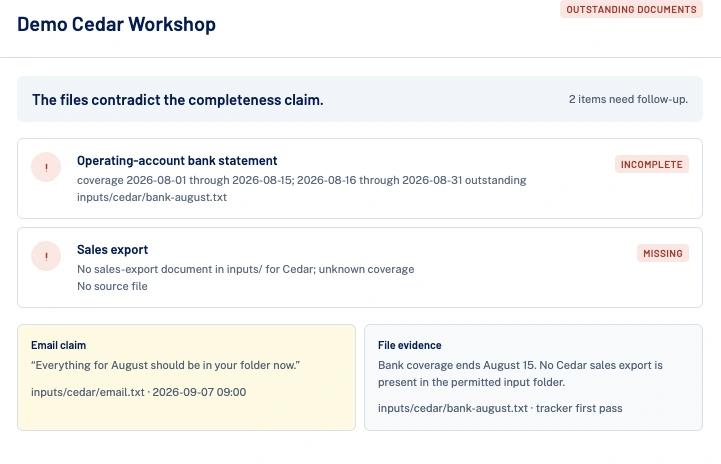 Demo Cedar Workshop
OUTSTANDING DOCUMENTS
The files contradict the completeness claim.
2 items need follow-up.
!
Operating-account bank statement
INCOMPLETE
coverage 2026-08-01 through 2026-08-15; 2026-08-16 through 2026-08-31 outstanding
inputs/cedar/bank-august.txt
!
Sales export
MISSING
No sales-export document in inputs/ for Cedar; unknown coverage
No source file
Email claim
“Everything for August should be in your folder now.”
inputs/cedar/email.txt · 2026-09-07 09:00
File evidence
Bank coverage ends August 15. No Cedar sales export is
present in the permitted input folder.
inputs/cedar/bank-august.txt · tracker first pass